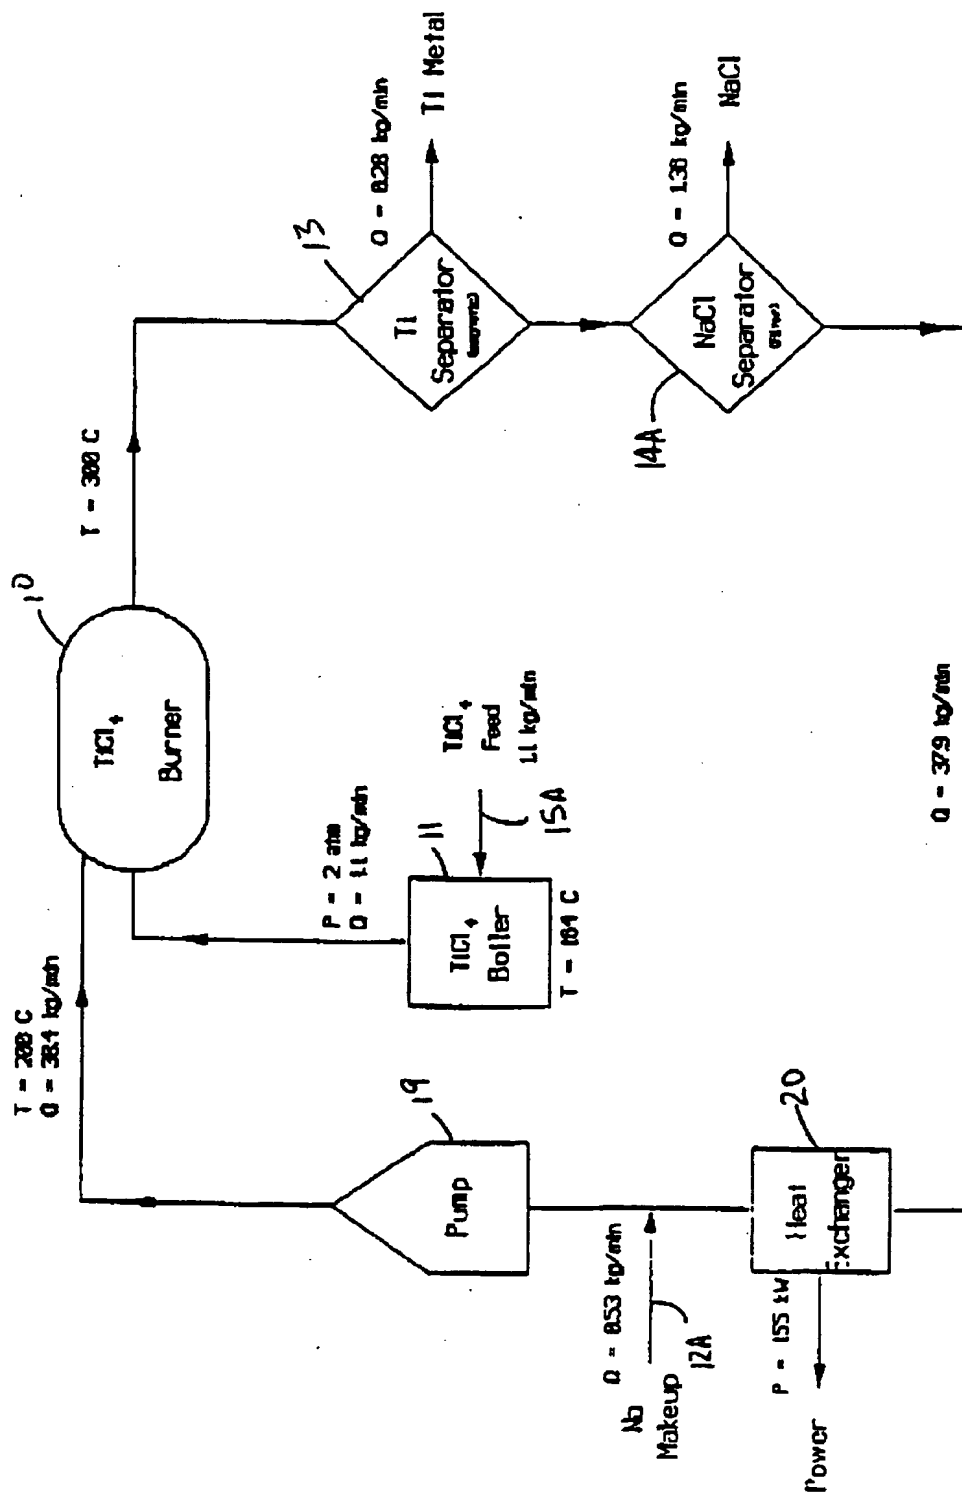 T = 200 C
Q = 38.4 kg/min
10
TiCl4
Burner
T = 300 C
13
Ti
Separator
Q = 0.28 kg/min
Ti Metal
P = 2 atm
Q = 1.1 kg/min
11
TiCl4
Boiler
T = 164 C
TiCl4
Feed
1.1 kg/min
15A
14A
NaCl
Separator
(Filter)
Q = 1.38 kg/min
NaCl
19
Pump
Q = 0.53 kg/min
Na
Makeup
12A
20
Heat
Exchanger
P = 155 kW
Power
Q = 37.9 kg/min